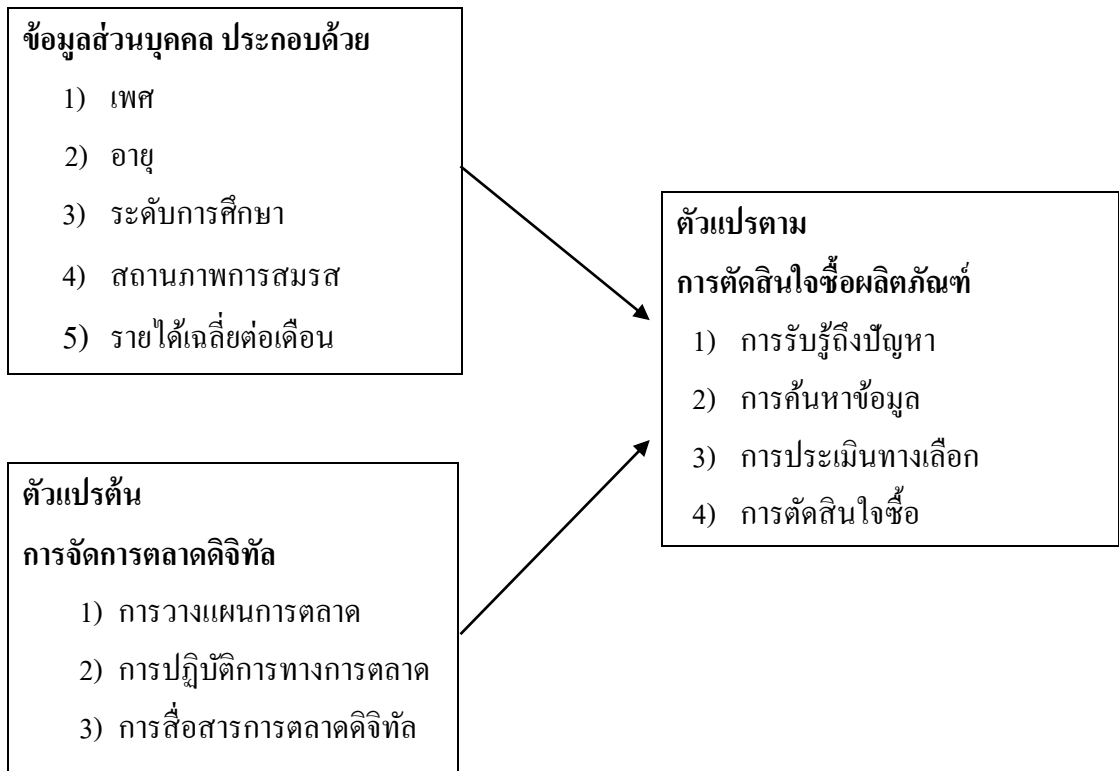 ข้อมูลส่วนบุคคล ประกอบด้วย
1) เพศ
2) อายุ
3) ระดับการศึกษา
4) สถานภาพการสมรส
5) รายได้เฉลี่ยต่อเดือน
ตัวแปรต้น
การจัดการตลาดดิจิทัล
1) การวางแผนการตลาด
2) การปฏิบัติการทางการตลาด
3) การสื่อสารการตลาดดิจิทัล
ตัวแปรตาม
การตัดสินใจซื้อผลิตภัณฑ์
1) การรับรู้ถึงปัญหา
2) การค้นหาข้อมูล
3) การประเมินทางเลือก
4) การตัดสินใจซื้อ